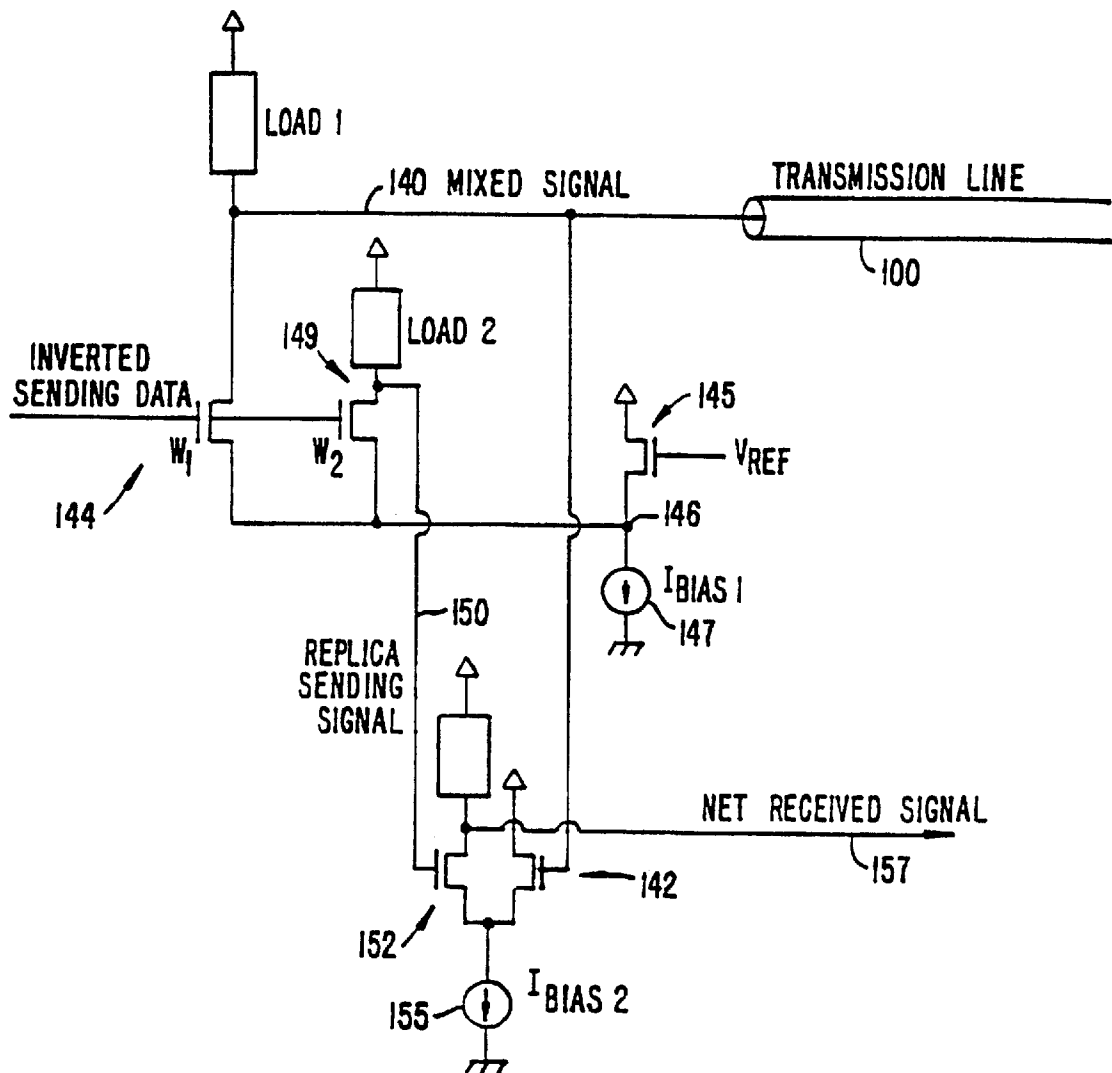 LOAD 1
140 MIXED SIGNAL
TRANSMISSION LINE
100
LOAD 2
149
INVERTED
SENDING DATA
W1
W2
144
145
VREF
146
IBIAS 1
147
150
REPLICA
SENDING
SIGNAL
NET RECEIVED SIGNAL
157
142
152
IBIAS 2
155